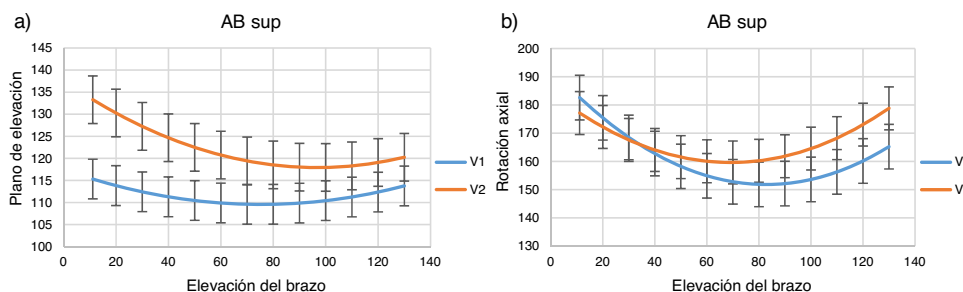 a)
AB sup
Plano de elevación
145
140
135
130
125
120
115
110
105
100
0 20 40 60 80 100 120 140
Elevación del brazo
V1
V2
b)
AB sup
Rotación axial
200
190
180
170
160
150
140
130
0 20 40 60 80 100 120 140
Elevación del brazo
V
V